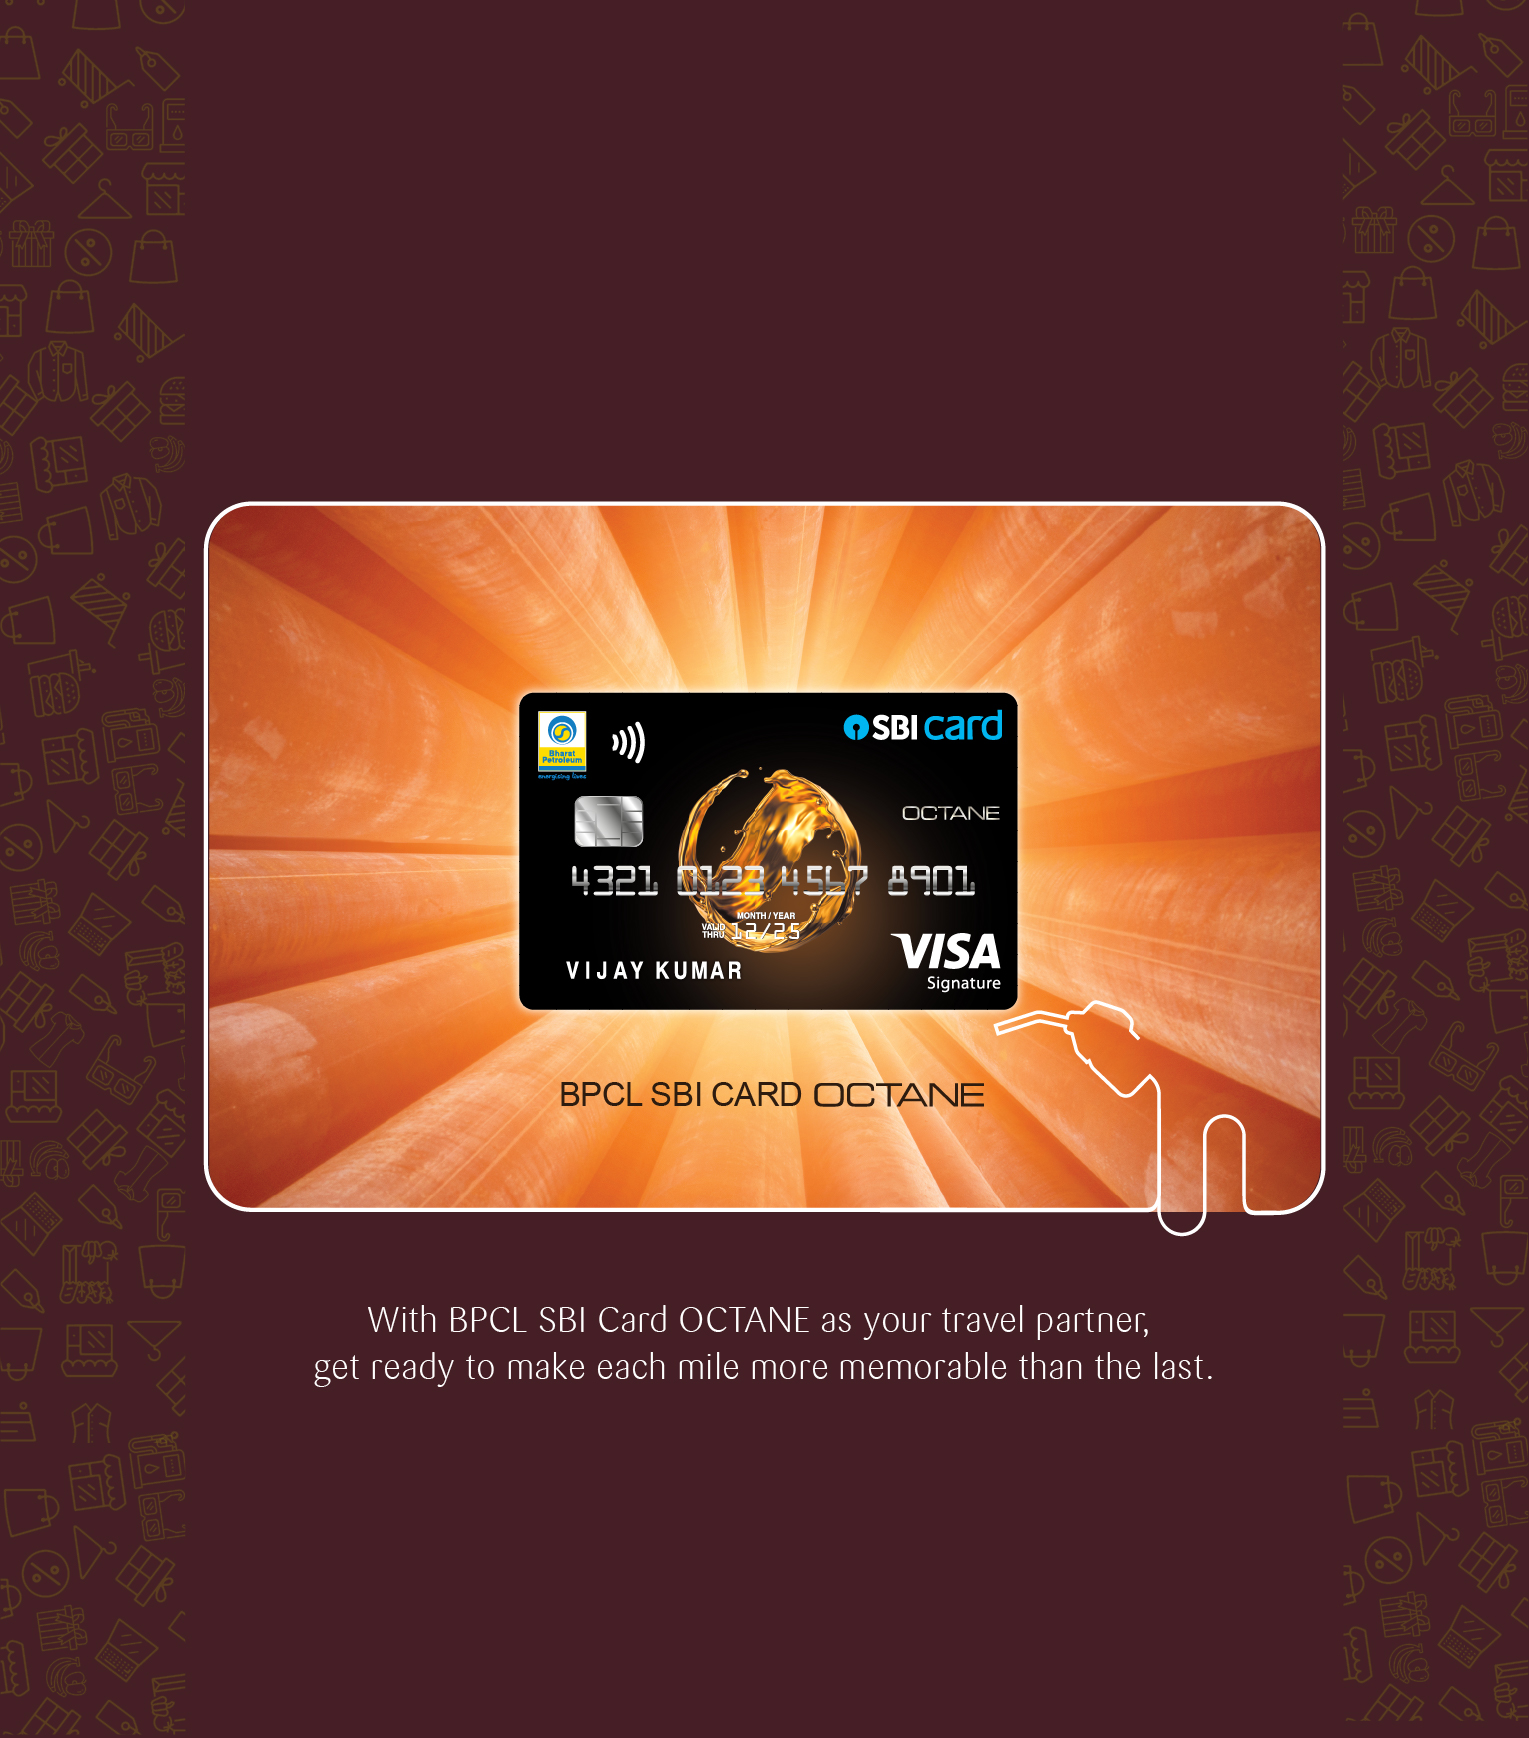 Bharat
Petroleum
energising lives
SBI card
OCTANE
4321 0123 4567 8901
MONTH / YEAR
VALID
THRU
12/25
VIJAY KUMAR
VISA
Signature
BPCL SBI CARD OCTANE
With BPCL SBI Card OCTANE as your travel partner,
get ready to make each mile more memorable than the last.